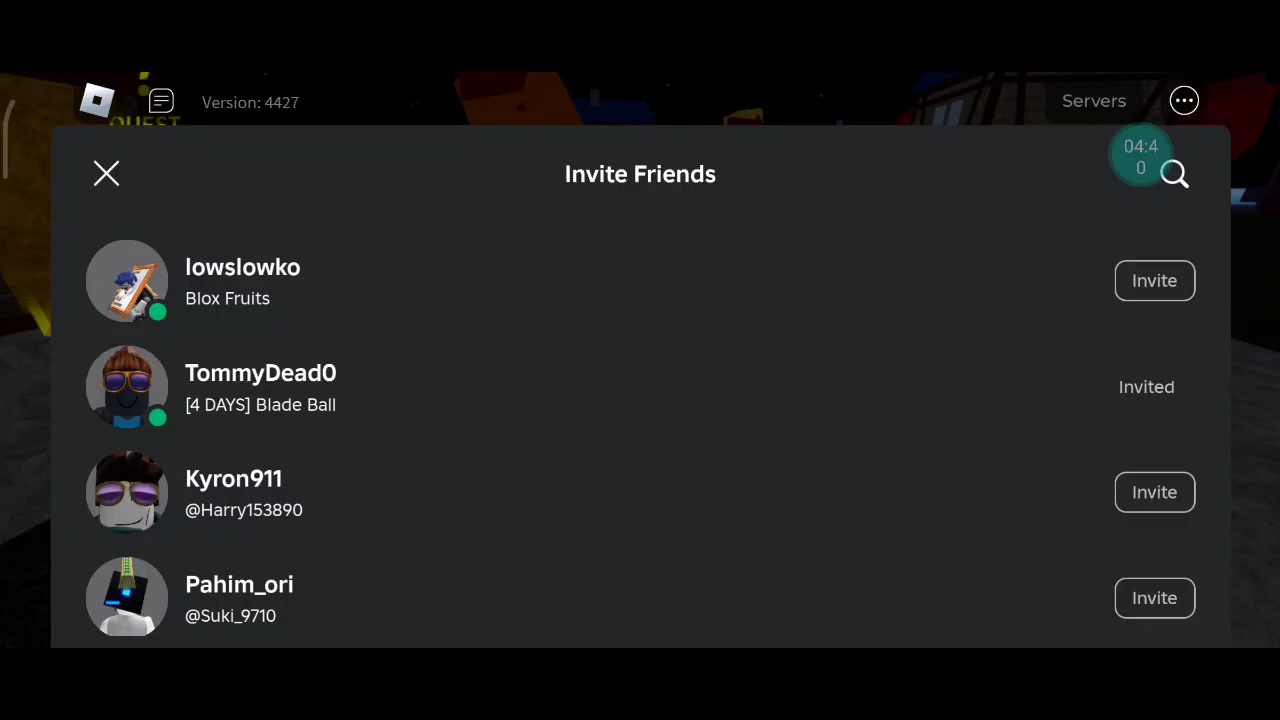 Version: 4427
Servers
QUEST
Invite Friends
04:4
0
lowslowko
Blox Fruits
Invite
TommyDead0
[4 DAYS] Blade Ball
Invited
Kyron911
@Harry153890
Invite
Pahim_ori
@Suki_9710
Invite